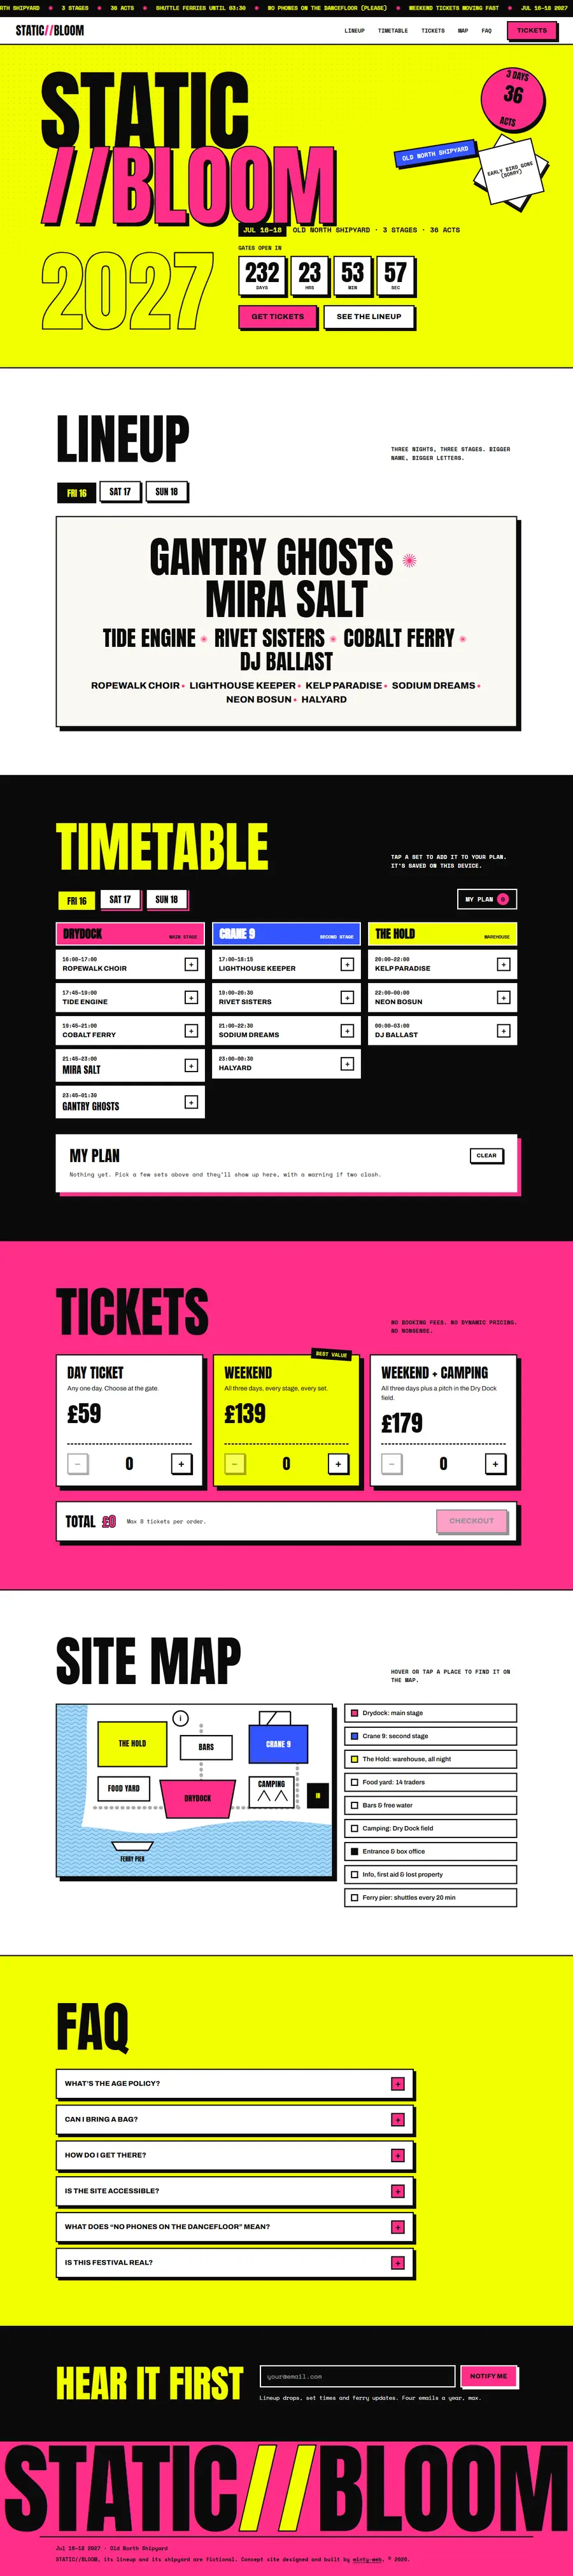 RTH SHIPYARD ✺ 3 STAGES ✺ 36 ACTS ✺ SHUTTLE FERRIES UNTIL 03:30 ✺ NO PHONES ON THE DANCEFLOOR (PLEASE) ✺ WEEKEND TICKETS MOVING FAST ✺ JUL 16–18 2027
STATIC//BLOOM
LINEUP TIMETABLE TICKETS MAP FAQ TICKETS
STATIC
//BLOOM
2027
3 DAYS
36
ACTS
OLD NORTH SHIPYARD
EARLY BIRD GONE
(SORRY)
JUL 16–18 OLD NORTH SHIPYARD · 3 STAGES · 36 ACTS
GATES OPEN IN
232 23 53 57
DAYS HRS MIN SEC
GET TICKETS SEE THE LINEUP
LINEUP
THREE NIGHTS, THREE STAGES. BIGGER
NAME, BIGGER LETTERS.
FRI 16 SAT 17 SUN 18
GANTRY GHOSTS ✺
MIRA SALT
TIDE ENGINE ✺ RIVET SISTERS ✺ COBALT FERRY ✺
DJ BALLAST
ROPEWALK CHOIR • LIGHTHOUSE KEEPER • KELP PARADISE • SODIUM DREAMS •
NEON BOSUN • HALYARD
TIMETABLE
TAP A SET TO ADD IT TO YOUR PLAN.
IT'S SAVED ON THIS DEVICE.
FRI 16 SAT 17 SUN 18
MY PLAN 0
DRYDOCK MAIN STAGE
16:00–17:00
ROPEWALK CHOIR +
17:45–19:00
TIDE ENGINE +
19:45–21:00
COBALT FERRY +
21:45–23:00
MIRA SALT +
23:45–01:30
GANTRY GHOSTS +
CRANE 9 SECOND STAGE
17:00–18:15
LIGHTHOUSE KEEPER +
19:00–20:30
RIVET SISTERS +
21:00–22:30
SODIUM DREAMS +
23:00–00:30
HALYARD +
THE HOLD WAREHOUSE
20:00–22:00
KELP PARADISE +
22:00–00:00
NEON BOSUN +
00:00–03:00
DJ BALLAST +
MY PLAN
CLEAR
Nothing yet. Pick a few sets above and they'll show up here, with a warning if two clash.
TICKETS
NO BOOKING FEES. NO DYNAMIC PRICING.
NO NONSENSE.
DAY TICKET
Any one day. Choose at the gate.
£59
− 0 +
BEST VALUE
WEEKEND
All three days, every stage, every set.
£139
− 0 +
WEEKEND + CAMPING
All three days plus a pitch in the Dry Dock
field.
£179
− 0 +
TOTAL £0 Max 8 tickets per order.
CHECKOUT
SITE MAP
HOVER OR TAP A PLACE TO FIND IT ON
THE MAP.
THE HOLD
i
BARS
CRANE 9
FOOD YARD
DRYDOCK
CAMPING
IN
FERRY PIER
Drydock: main stage
Crane 9: second stage
The Hold: warehouse, all night
Food yard: 14 traders
Bars & free water
Camping: Dry Dock field
Entrance & box office
Info, first aid & lost property
Ferry pier: shuttles every 20 min
FAQ
WHAT'S THE AGE POLICY? +
CAN I BRING A BAG? +
HOW DO I GET THERE? +
IS THE SITE ACCESSIBLE? +
WHAT DOES “NO PHONES ON THE DANCEFLOOR” MEAN? +
IS THIS FESTIVAL REAL? +
HEAR IT FIRST
your@email.com
NOTIFY ME
Lineup drops, set times and ferry updates. Four emails a year, max.
STATIC//BLOOM
Jul 16–18 2027 · Old North Shipyard
STATIC//BLOOM, its lineup and its shipyard are fictional. Concept site designed and built by minty-web, © 2026.